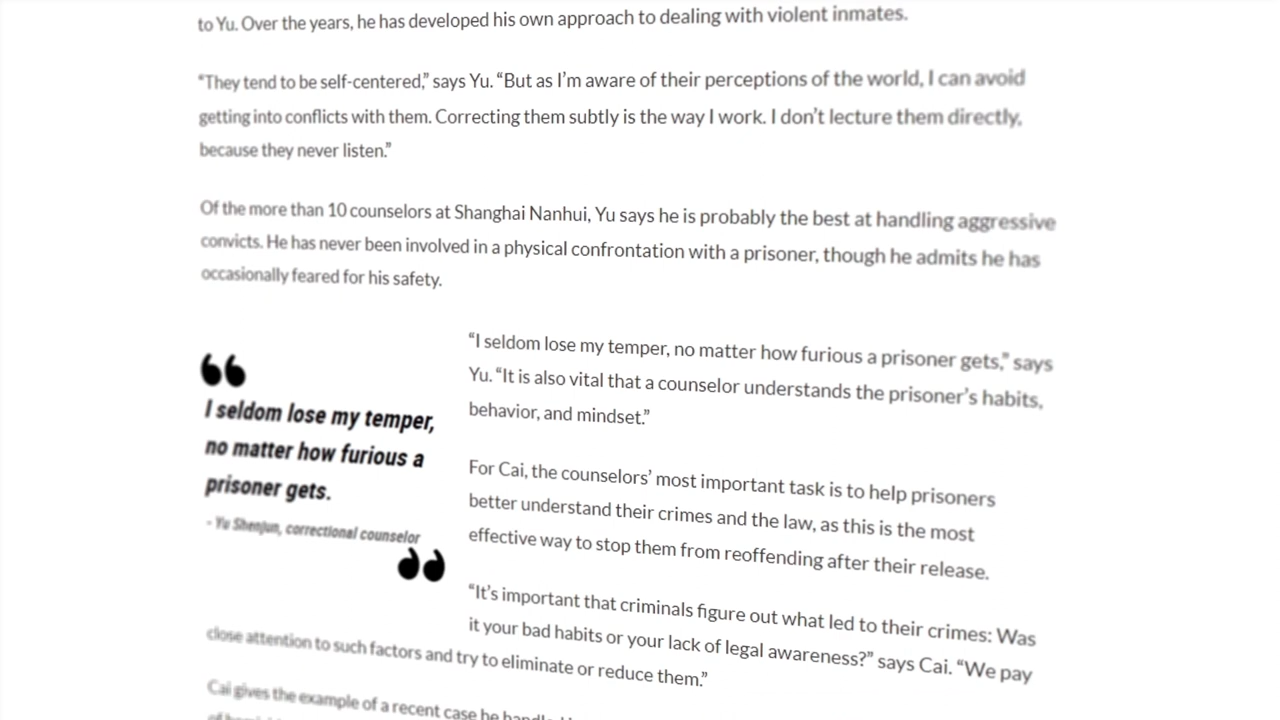 to Yu. Over the years, he has developed his own approach to dealing with violent inmates.
“They tend to be self-centered,” says Yu. “But as I’m aware of their perceptions of the world, I can avoid
getting into conflicts with them. Correcting them subtly is the way I work. I don’t lecture them directly,
because they never listen.”
Of the more than 10 counselors at Shanghai Nanhui, Yu says he is probably the best at handling aggressive
convicts. He has never been involved in a physical confrontation with a prisoner, though he admits he has
occasionally feared for his safety.
“I seldom lose my temper, no matter how furious a prisoner gets,” says
Yu. “It is also vital that a counselor understands the prisoner’s habits,
behavior, and mindset.”
“
I seldom lose my temper,
no matter how furious a
prisoner gets.
- Yu Shenjun, correctional counselor
”
For Cai, the counselors’ most important task is to help prisoners
better understand their crimes and the law, as this is the most
effective way to stop them from reoffending after their release.
“It’s important that criminals figure out what led to their crimes: Was
it your bad habits or your lack of legal awareness?” says Cai. “We pay
close attention to such factors and try to eliminate or reduce them.”
Cai gives the example of a recent case he